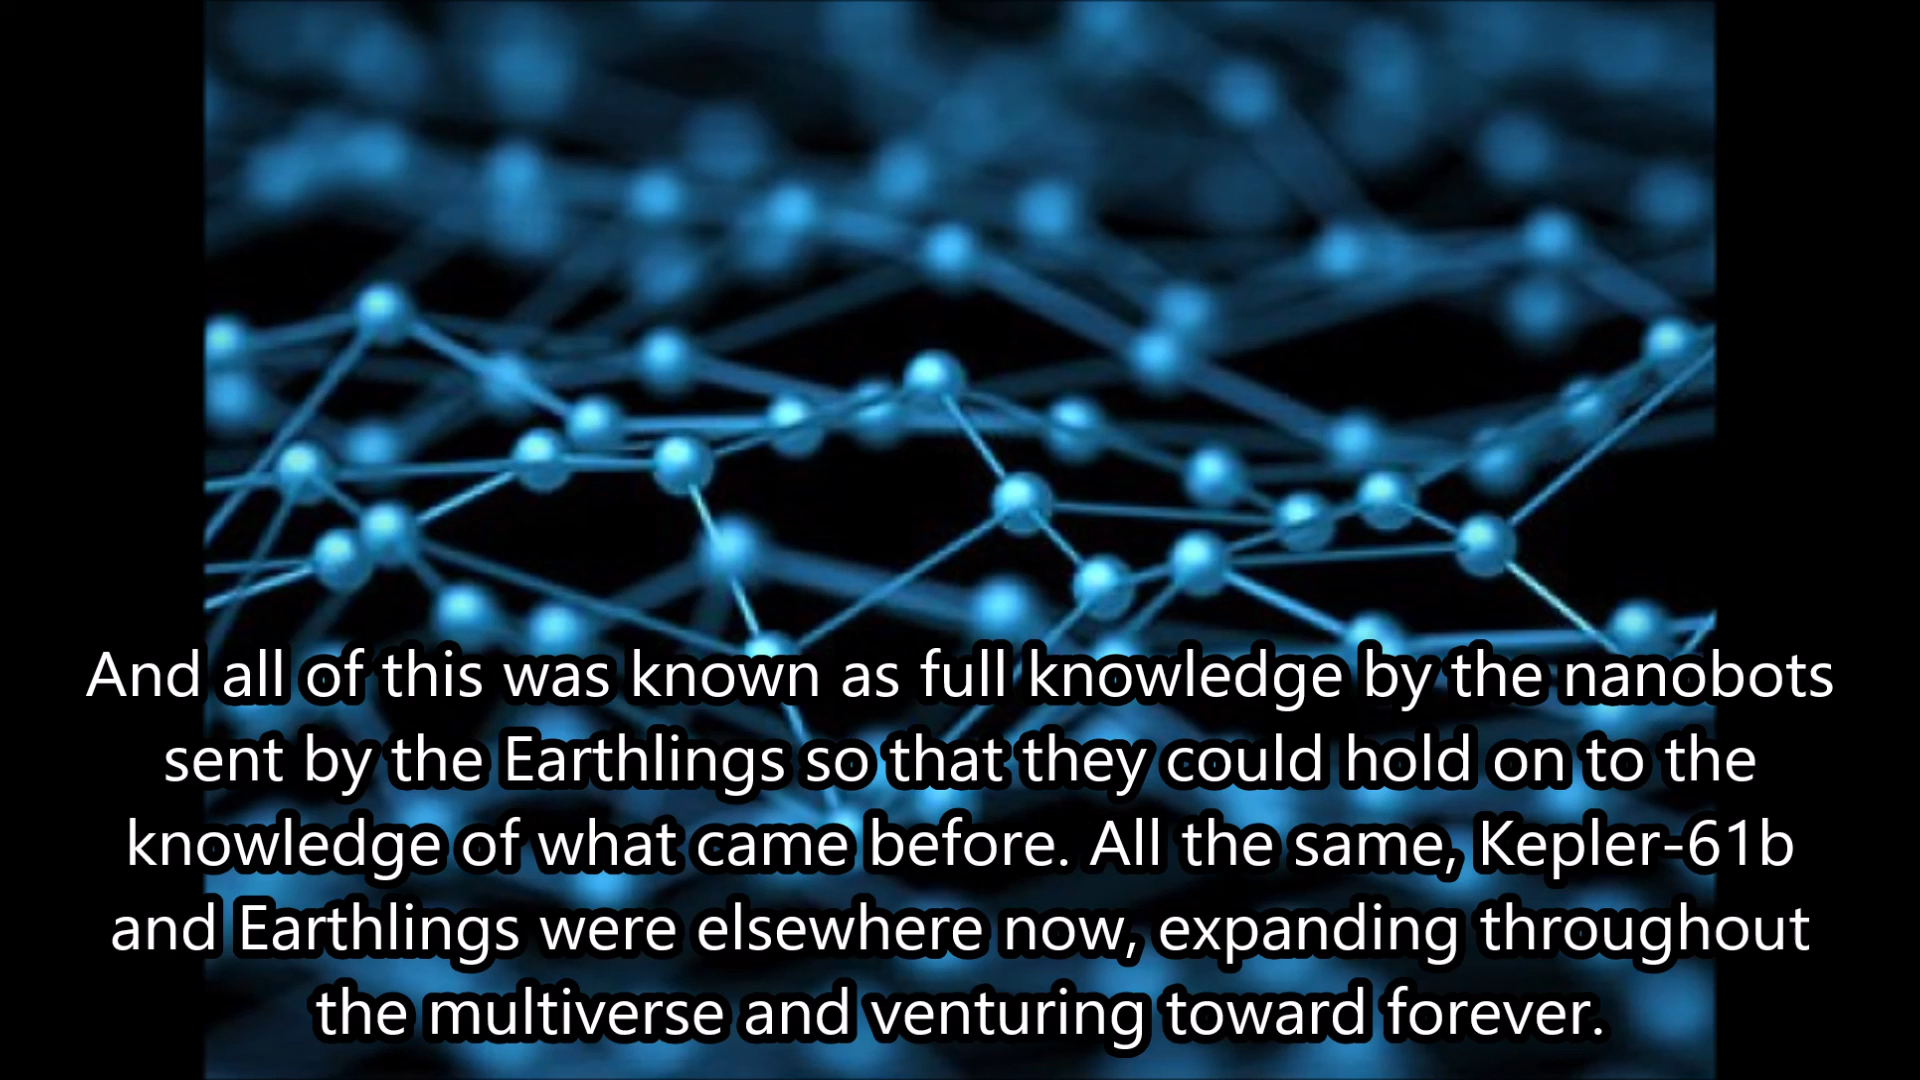 And all of this was known as full knowledge by the nanobots
sent by the Earthlings so that they could hold on to the
knowledge of what came before. All the same, Kepler-61b
and Earthlings were elsewhere now, expanding throughout
the multiverse and venturing toward forever.